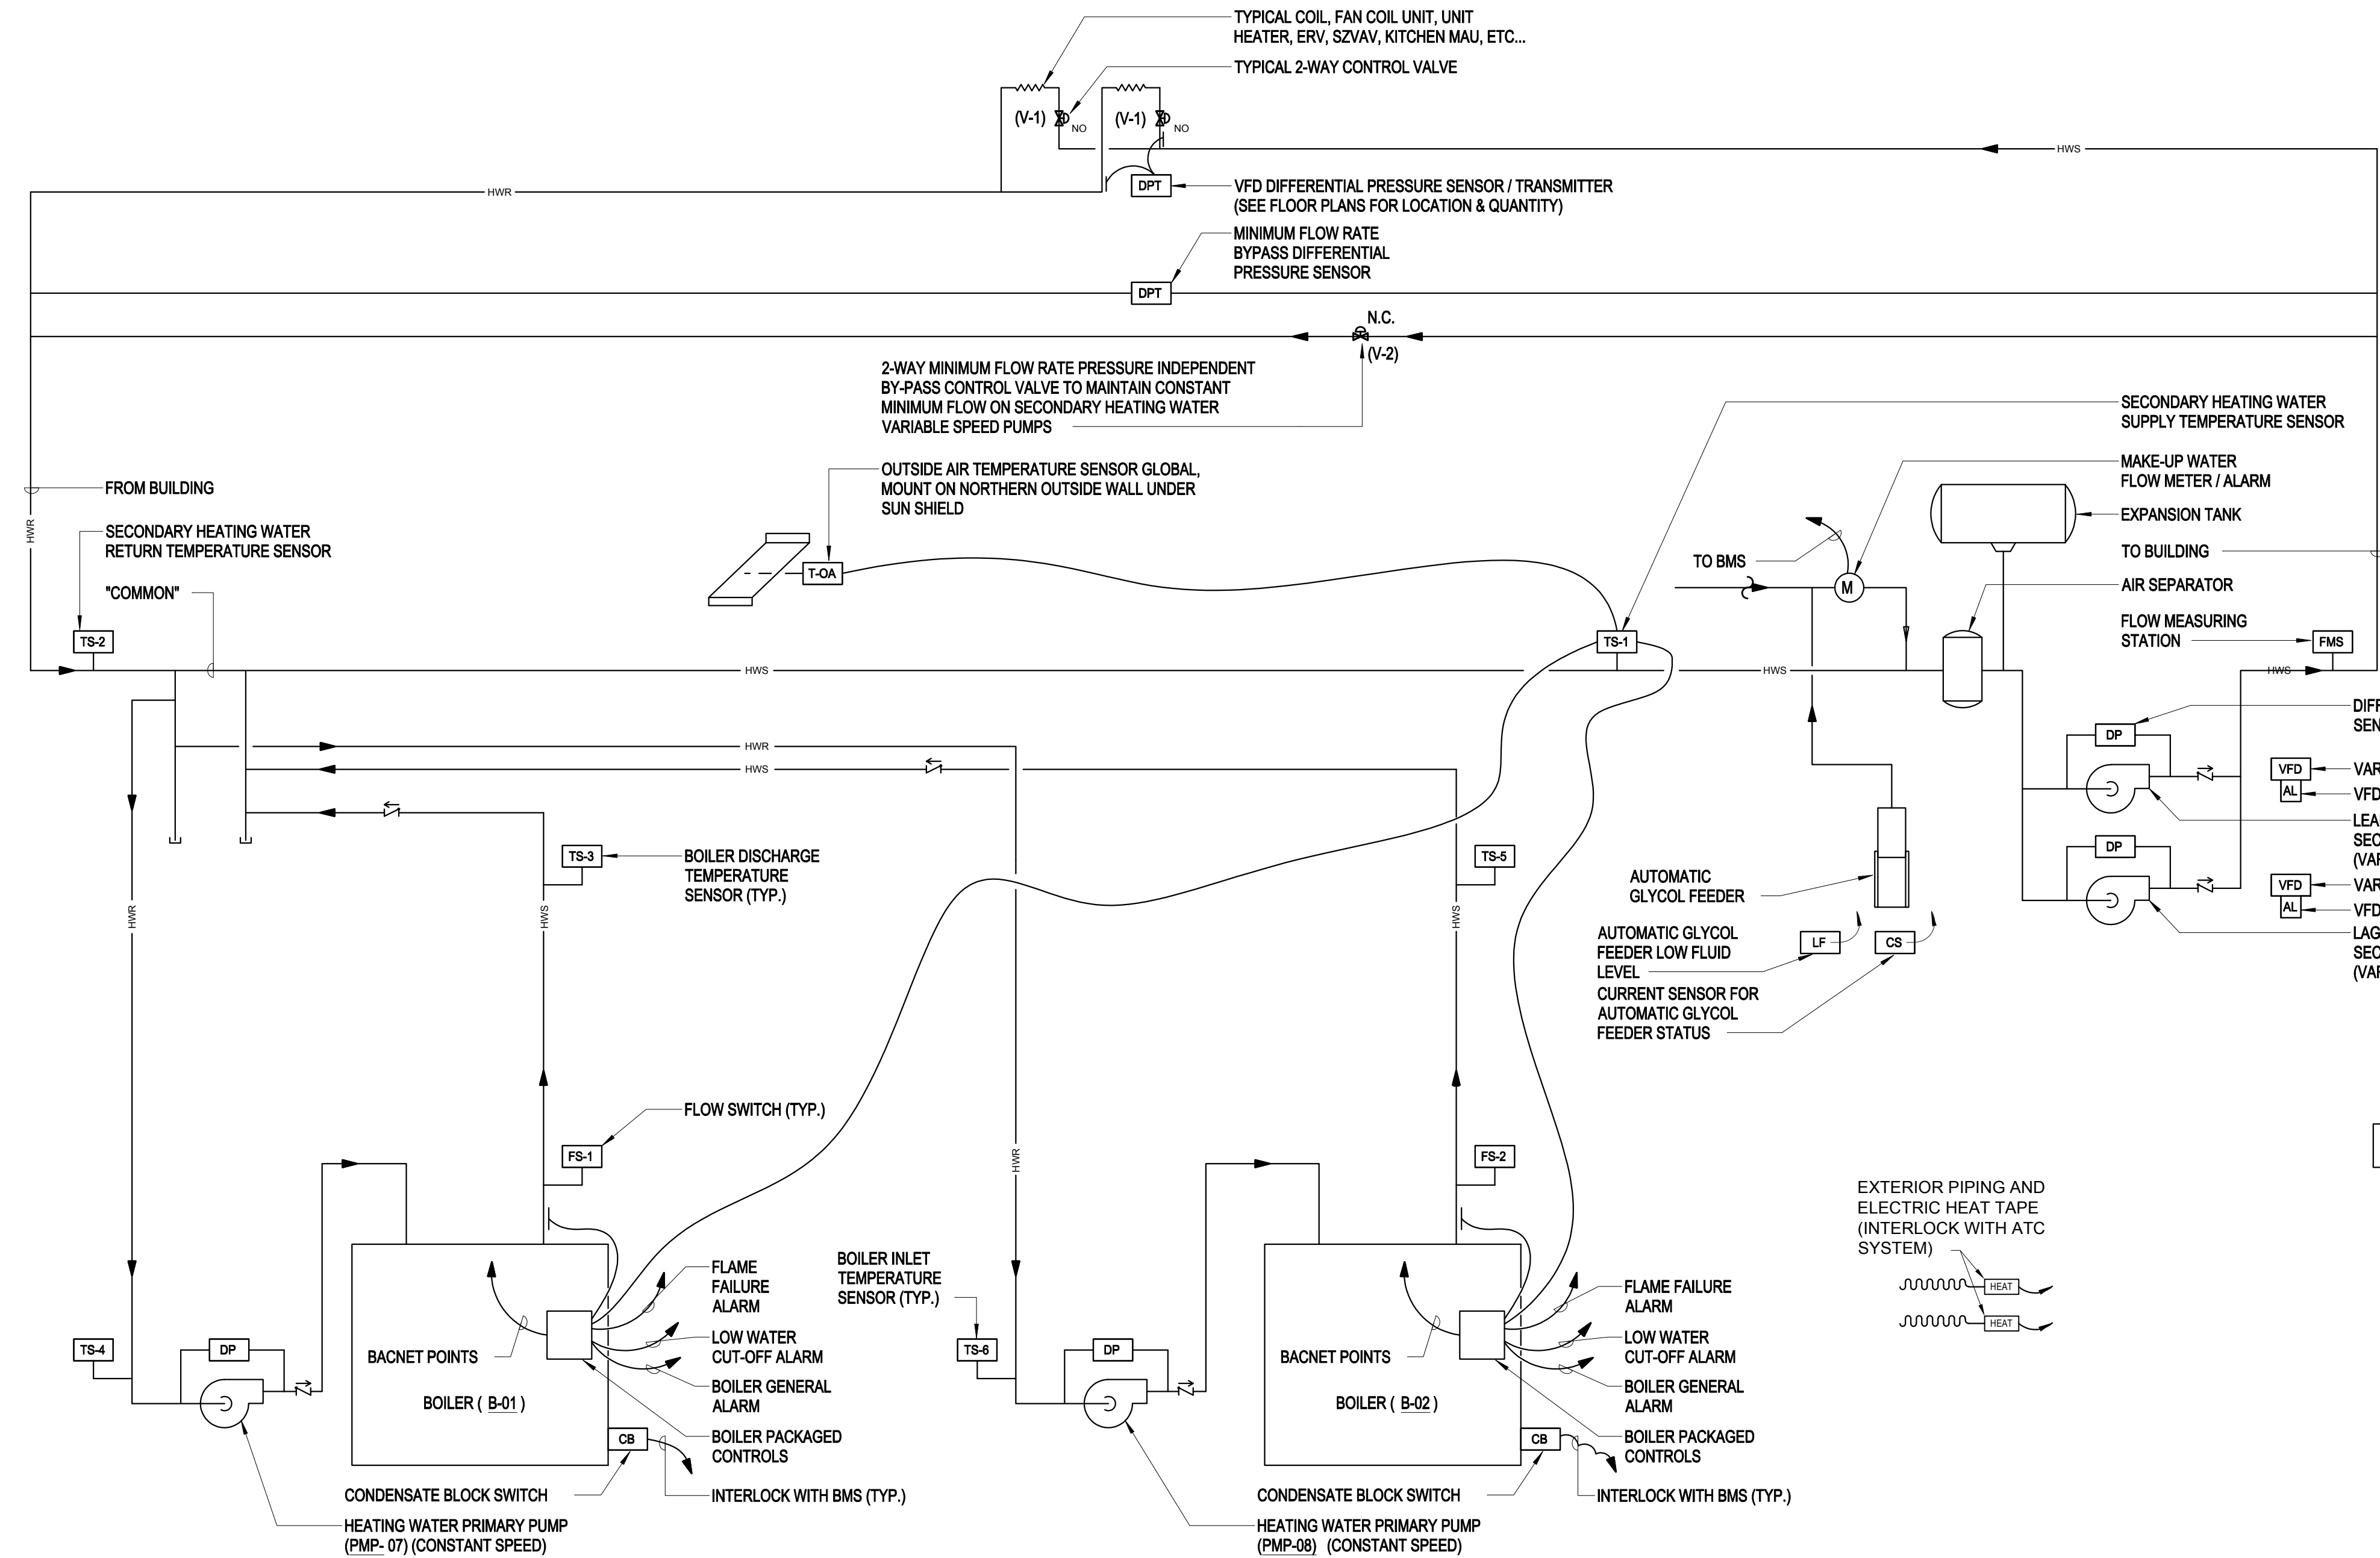 TYPICAL COIL, FAN COIL UNIT, UNIT
HEATER, ERV, SZVAV, KITCHEN MAU, ETC...
TYPICAL 2-WAY CONTROL VALVE
(V-1)
NO
(V-1)
NO
HWS
HWR
DPT
VFD DIFFERENTIAL PRESSURE SENSOR / TRANSMITTER
(SEE FLOOR PLANS FOR LOCATION & QUANTITY)
MINIMUM FLOW RATE
BYPASS DIFFERENTIAL
PRESSURE SENSOR
DPT
N.C.
(V-2)
2-WAY MINIMUM FLOW RATE PRESSURE INDEPENDENT
BY-PASS CONTROL VALVE TO MAINTAIN CONSTANT
MINIMUM FLOW ON SECONDARY HEATING WATER
VARIABLE SPEED PUMPS
SECONDARY HEATING WATER
SUPPLY TEMPERATURE SENSOR
OUTSIDE AIR TEMPERATURE SENSOR GLOBAL,
MOUNT ON NORTHERN OUTSIDE WALL UNDER
SUN SHIELD
MAKE-UP WATER
FLOW METER / ALARM
FROM BUILDING
HWR
EXPANSION TANK
SECONDARY HEATING WATER
RETURN TEMPERATURE SENSOR
TO BMS
TO BUILDING
T-OA
"COMMON"
M
AIR SEPARATOR
TS-2
TS-1
FLOW MEASURING
STATION
FMS
HWS
HWS
HWS
DIFF
SEN
DP
HWR
HWS
VFD
AL
VAR
VFD
LEA
SEC
(VAR
TS-3
BOILER DISCHARGE
TEMPERATURE
SENSOR (TYP.)
TS-5
DP
AUTOMATIC
GLYCOL FEEDER
VFD
AL
VAR
VFD
LAG
SEC
(VAR
HWR
HWS
HWS
AUTOMATIC GLYCOL
FEEDER LOW FLUID
LEVEL
LF
CS
CURRENT SENSOR FOR
AUTOMATIC GLYCOL
FEEDER STATUS
FLOW SWITCH (TYP.)
FS-1
HWR
FS-2
EXTERIOR PIPING AND
ELECTRIC HEAT TAPE
(INTERLOCK WITH ATC
SYSTEM)
HEAT
HEAT
BOILER INLET
TEMPERATURE
SENSOR (TYP.)
FLAME
FAILURE
ALARM
FLAME FAILURE
ALARM
TS-4
DP
BACNET POINTS
LOW WATER
CUT-OFF ALARM
TS-6
DP
BACNET POINTS
LOW WATER
CUT-OFF ALARM
BOILER ( B-01 )
BOILER GENERAL
ALARM
BOILER ( B-02 )
BOILER GENERAL
ALARM
CB
BOILER PACKAGED
CONTROLS
CB
BOILER PACKAGED
CONTROLS
CONDENSATE BLOCK SWITCH
INTERLOCK WITH BMS (TYP.)
CONDENSATE BLOCK SWITCH
INTERLOCK WITH BMS (TYP.)
HEATING WATER PRIMARY PUMP
(PMP- 07) (CONSTANT SPEED)
HEATING WATER PRIMARY PUMP
(PMP-08) (CONSTANT SPEED)